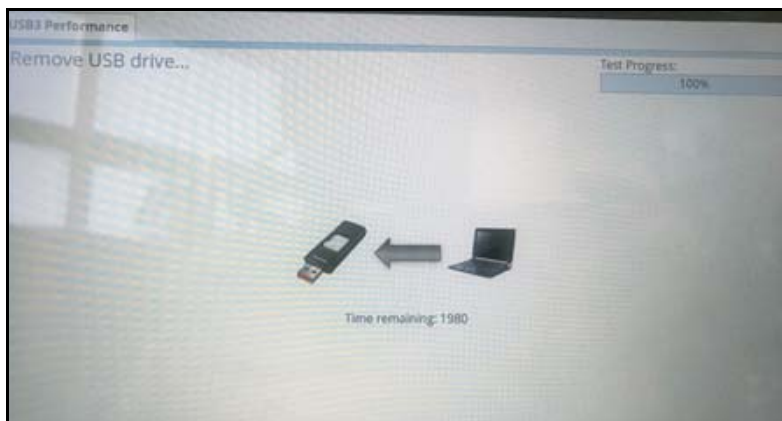 USB3 Performance
Remove USB drive...
Test Progress:
100%
Time remaining: 1980